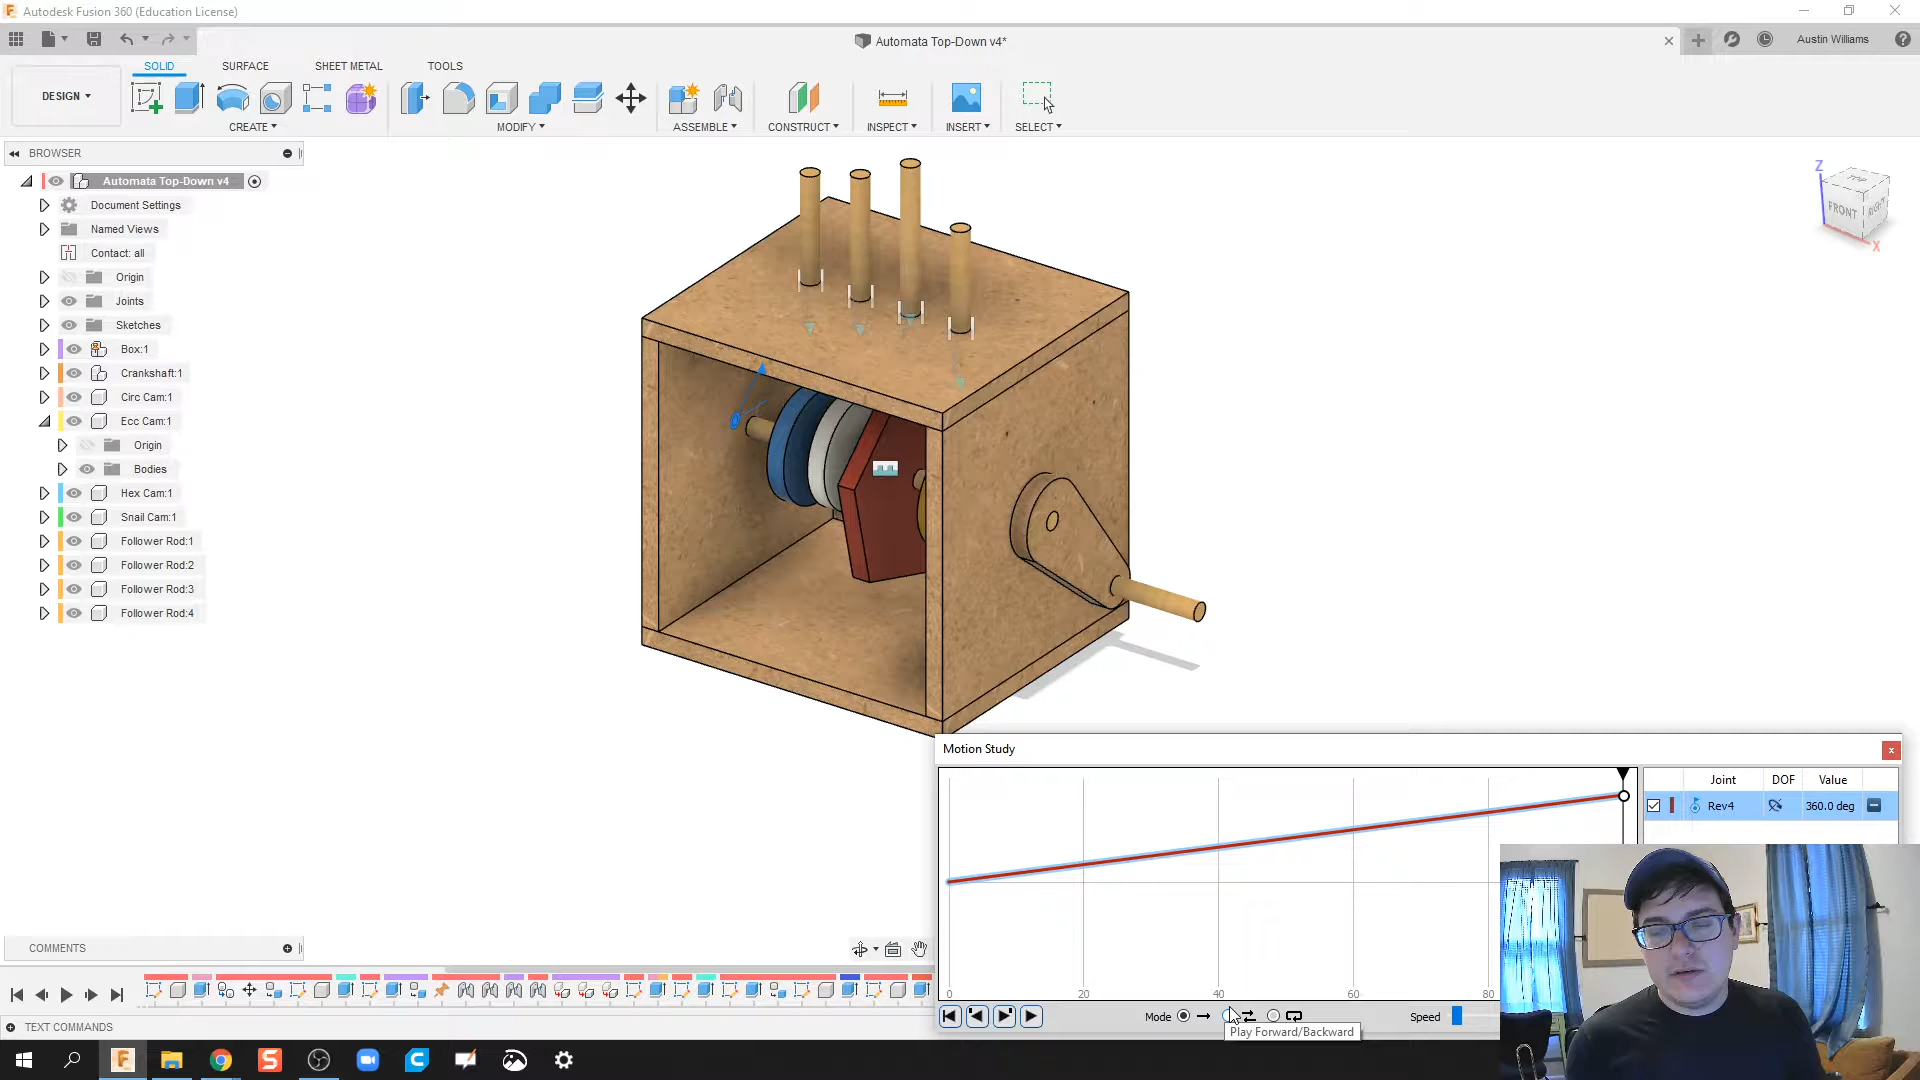 Autodesk Fusion 360 (Education License)
Automata Top-Down v4*
Austin Williams
SOLID
SURFACE
SHEET METAL
TOOLS
DESIGN
CREATE
MODIFY
ASSEMBLE
CONSTRUCT
INSPECT
INSERT
SELECT
BROWSER
Automata Top-Down v4
Document Settings
Named Views
Contact: all
Origin
Joints
Sketches
Box:1
Crankshaft:1
Circ Cam:1
Ecc Cam:1
Origin
Bodies
Hex Cam:1
Snail Cam:1
Follower Rod:1
Follower Rod:2
Follower Rod:3
Follower Rod:4
Z
TOP
FRONT
RIGHT
X
Motion Study
Joint
DOF
Value
Rev4
360.0 deg
0
20
40
60
80
Mode
Speed
Play Forward/Backward
COMMENTS
TEXT COMMANDS